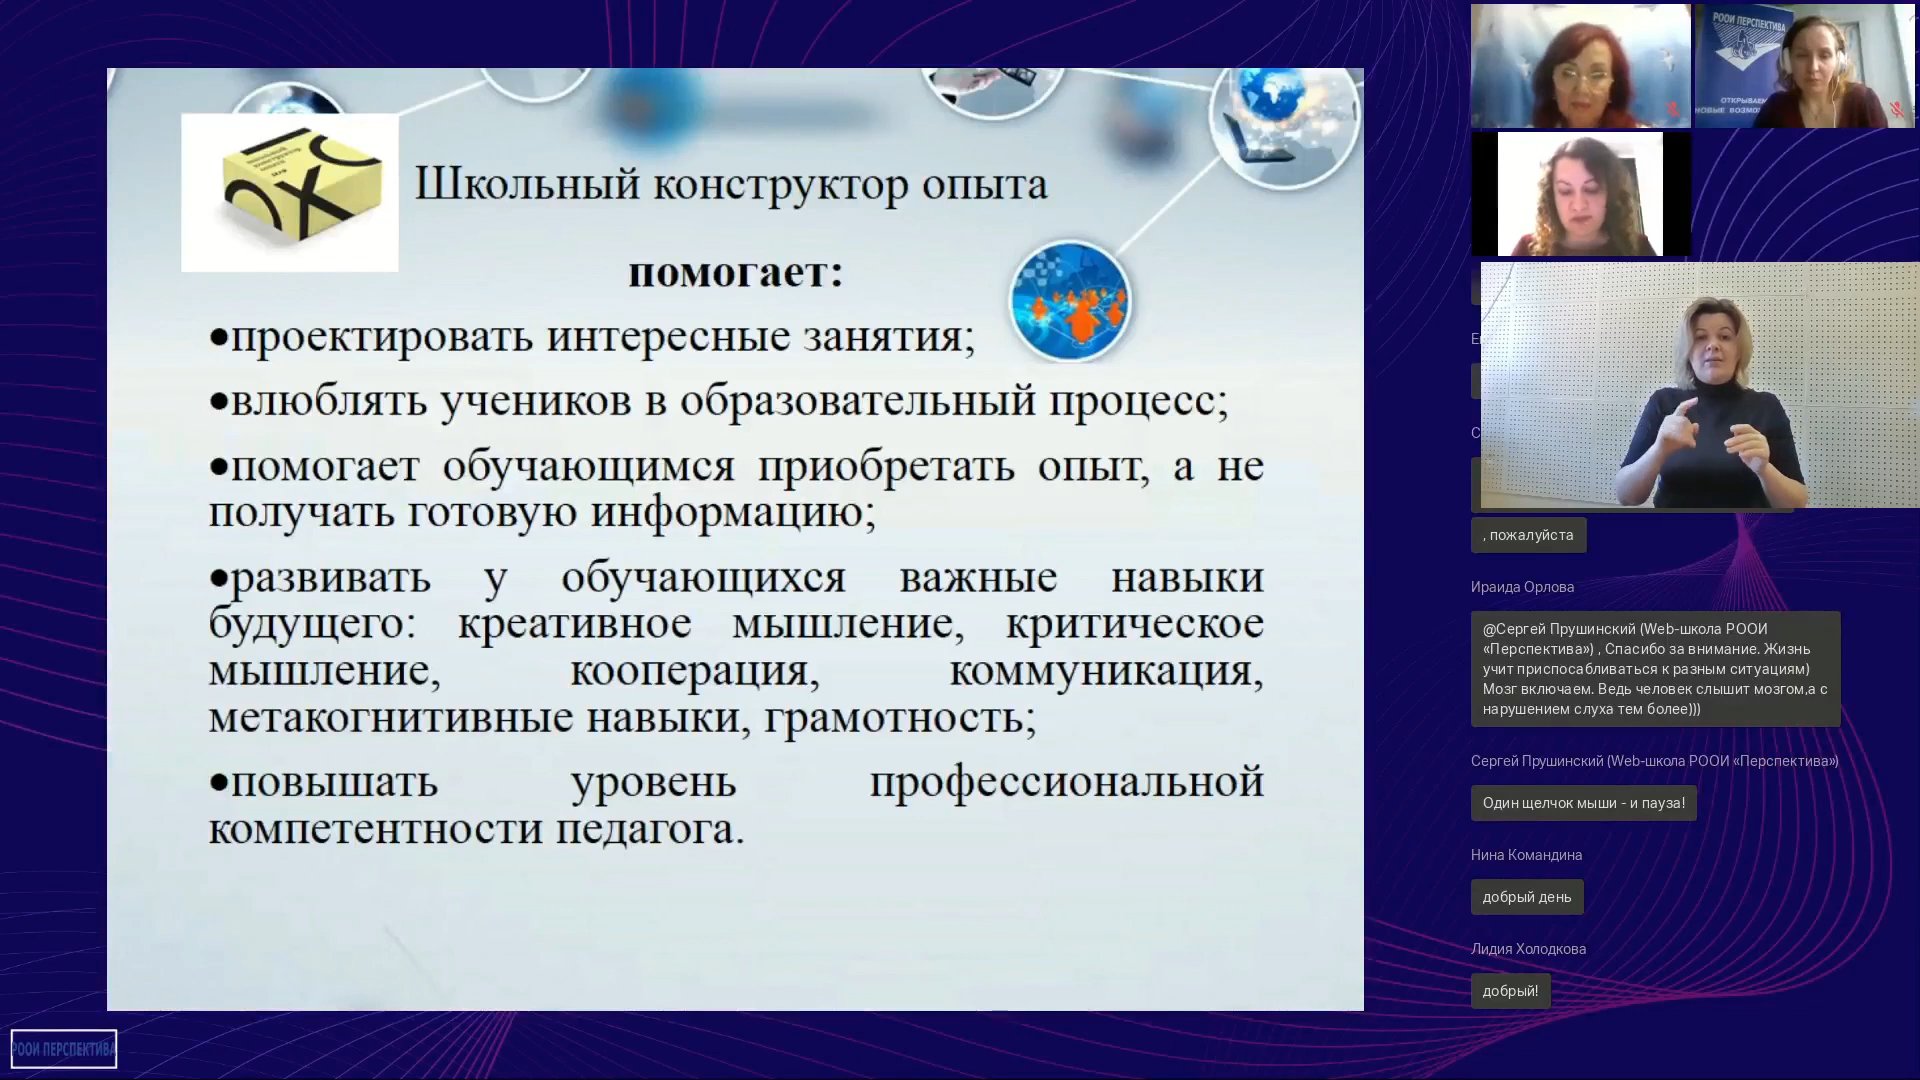 Школьный конструктор опыта
помогает:
•проектировать интересные занятия;
•влюблять учеников в образовательный процесс;
•помогает обучающимся приобретать опыт, а не
получать готовую информацию;
•развивать у обучающихся важные навыки
будущего: креативное мышление, критическое
мышление, кооперация, коммуникация,
метакогнитивные навыки, грамотность;
•повышать уровень профессиональной
компетентности педагога.
РООИ ПЕРСПЕКТИВА
РООИ ПЕРСПЕКТИВА
, пожалуйста
Ираида Орлова
@Сергей Прушинский (Web-школа РООИ
«Перспектива») , Спасибо за внимание. Жизнь
учит приспосабливаться к разным ситуациям)
Мозг включаем. Ведь человек слышит мозгом,а с
нарушением слуха тем более)))
Сергей Прушинский (Web-школа РООИ «Перспектива»)
Один щелчок мыши - и пауза!
Нина Командина
добрый день
Лидия Холодкова
добрый!